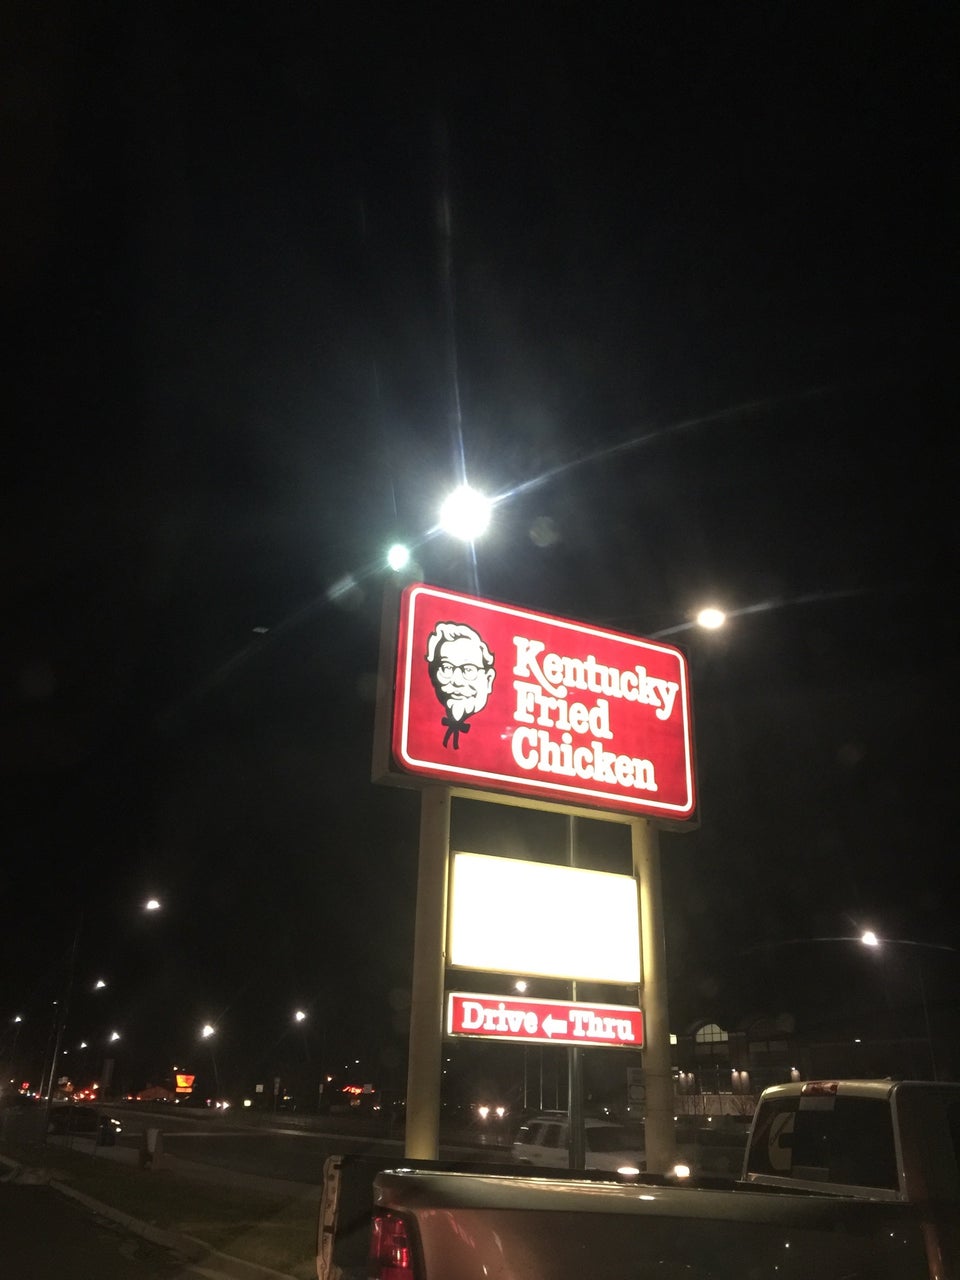 Kentucky
Fried
Chicken
Drive ← Thru